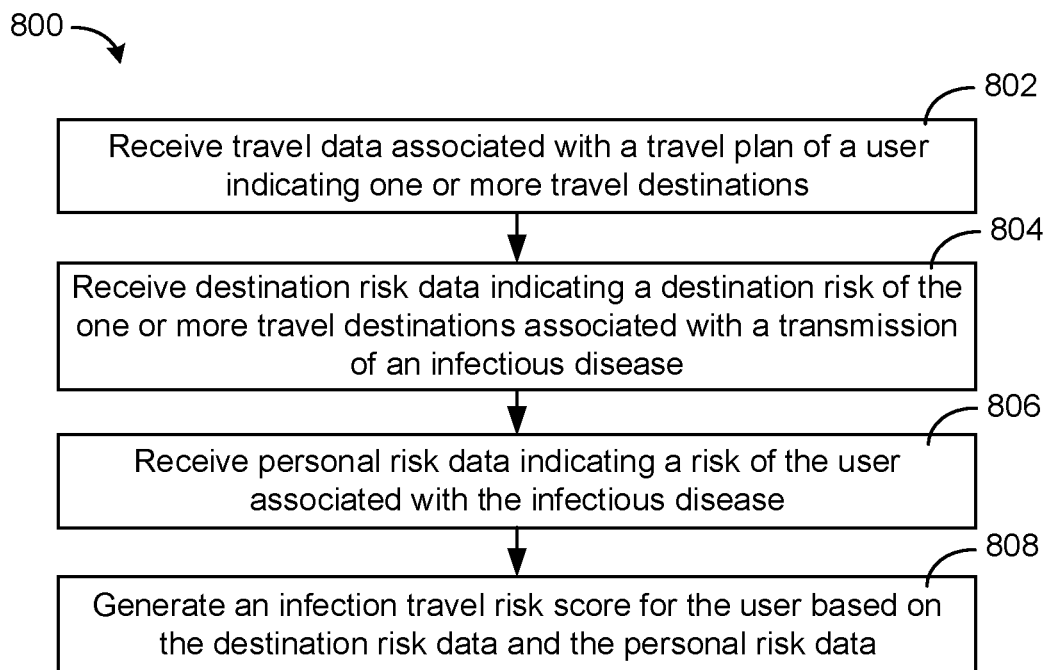 800
802
Receive travel data associated with a travel plan of a user
indicating one or more travel destinations
804
Receive destination risk data indicating a destination risk of the
one or more travel destinations associated with a transmission
of an infectious disease
806
Receive personal risk data indicating a risk of the user
associated with the infectious disease
808
Generate an infection travel risk score for the user based on
the destination risk data and the personal risk data